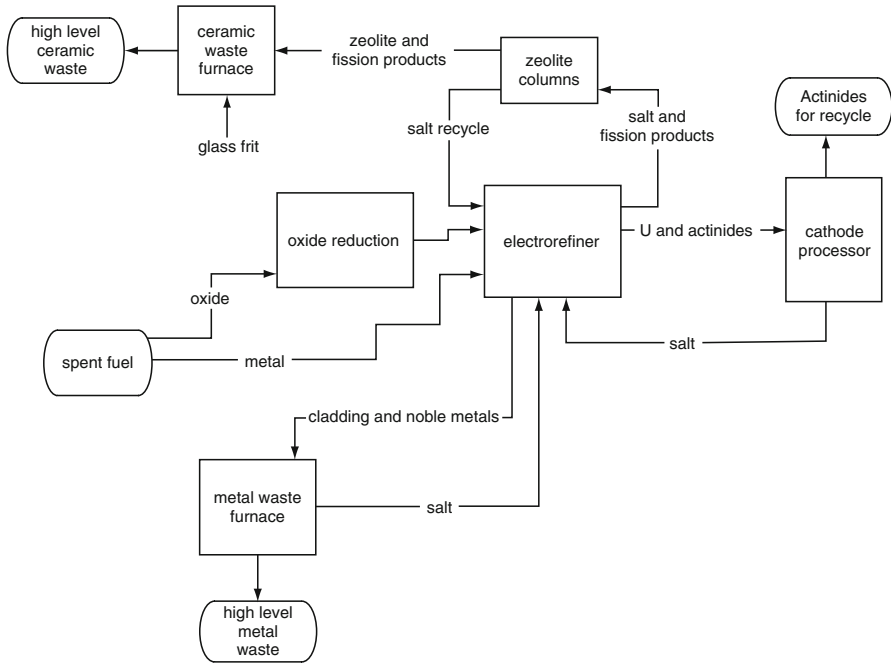 high level
ceramic
waste
ceramic
waste
furnace
zeolite and
fission products
zeolite
columns
glass frit
salt recycle
salt and
fission products
Actinides
for recycle
oxide reduction
electrorefiner
U and actinides
cathode
processor
oxide
spent fuel
metal
salt
cladding and noble metals
metal waste
furnace
salt
high level
metal
waste